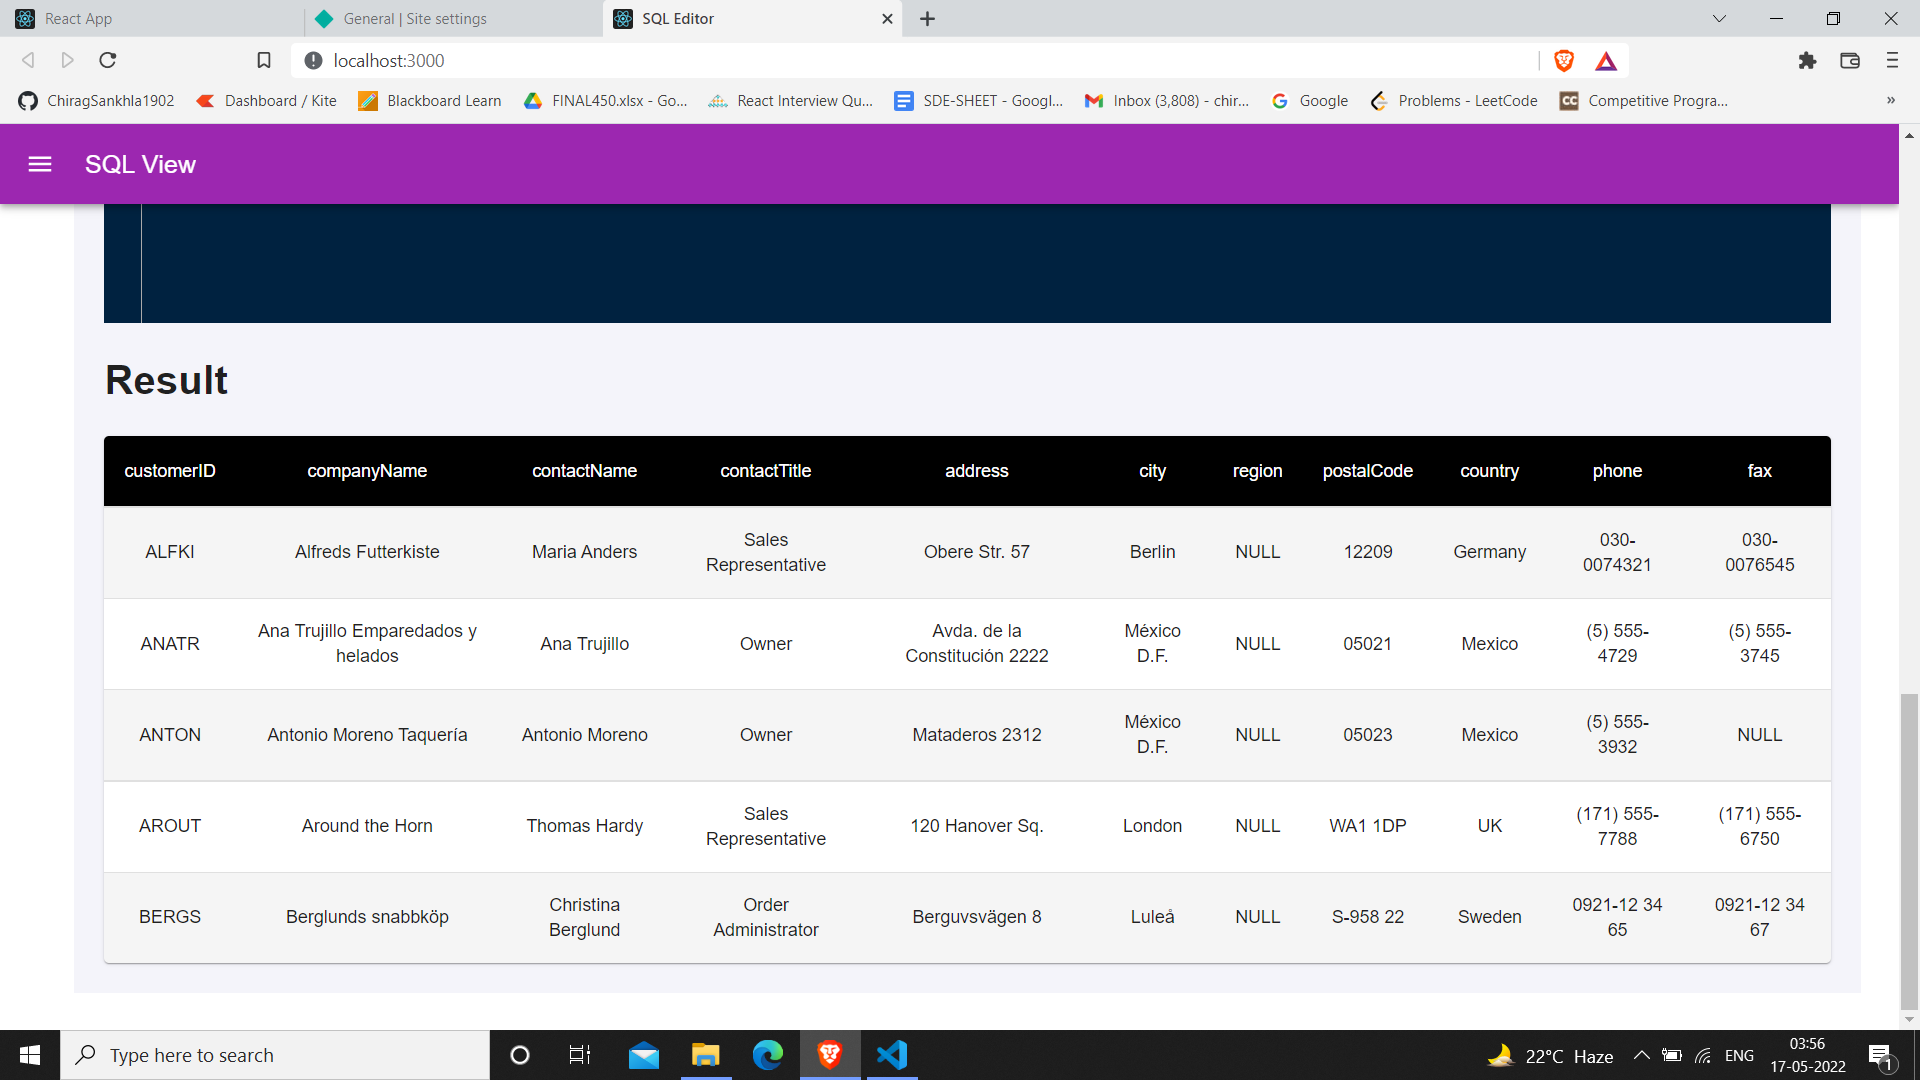 React App
General | Site settings
SQL Editor
localhost:3000
ChiragSankhla1902
Dashboard / Kite
Blackboard Learn
FINAL450.xlsx - Go...
React Interview Qu...
SDE-SHEET - Googl...
Inbox (3,808) - chir...
Google
Problems - LeetCode
CC
Competitive Progra...
»
SQL View
Result
customerID companyName contactName contactTitle address city region postalCode country phone fax
ALFKI Alfreds Futterkiste Maria Anders Sales Representative Obere Str. 57 Berlin NULL 12209 Germany 030-0074321 030-0076545
ANATR Ana Trujillo Emparedados y helados Ana Trujillo Owner Avda. de la Constitución 2222 México D.F. NULL 05021 Mexico (5) 555-4729 (5) 555-3745
ANTON Antonio Moreno Taquería Antonio Moreno Owner Mataderos 2312 México D.F. NULL 05023 Mexico (5) 555-3932 NULL
AROUT Around the Horn Thomas Hardy Sales Representative 120 Hanover Sq. London NULL WA1 1DP UK (171) 555-7788 (171) 555-6750
BERGS Berglunds snabbköp Christina Berglund Order Administrator Berguvsvägen 8 Luleå NULL S-958 22 Sweden 0921-12 34 65 0921-12 34 67
Type here to search
22°C Haze
ENG
03:56
17-05-2022
1